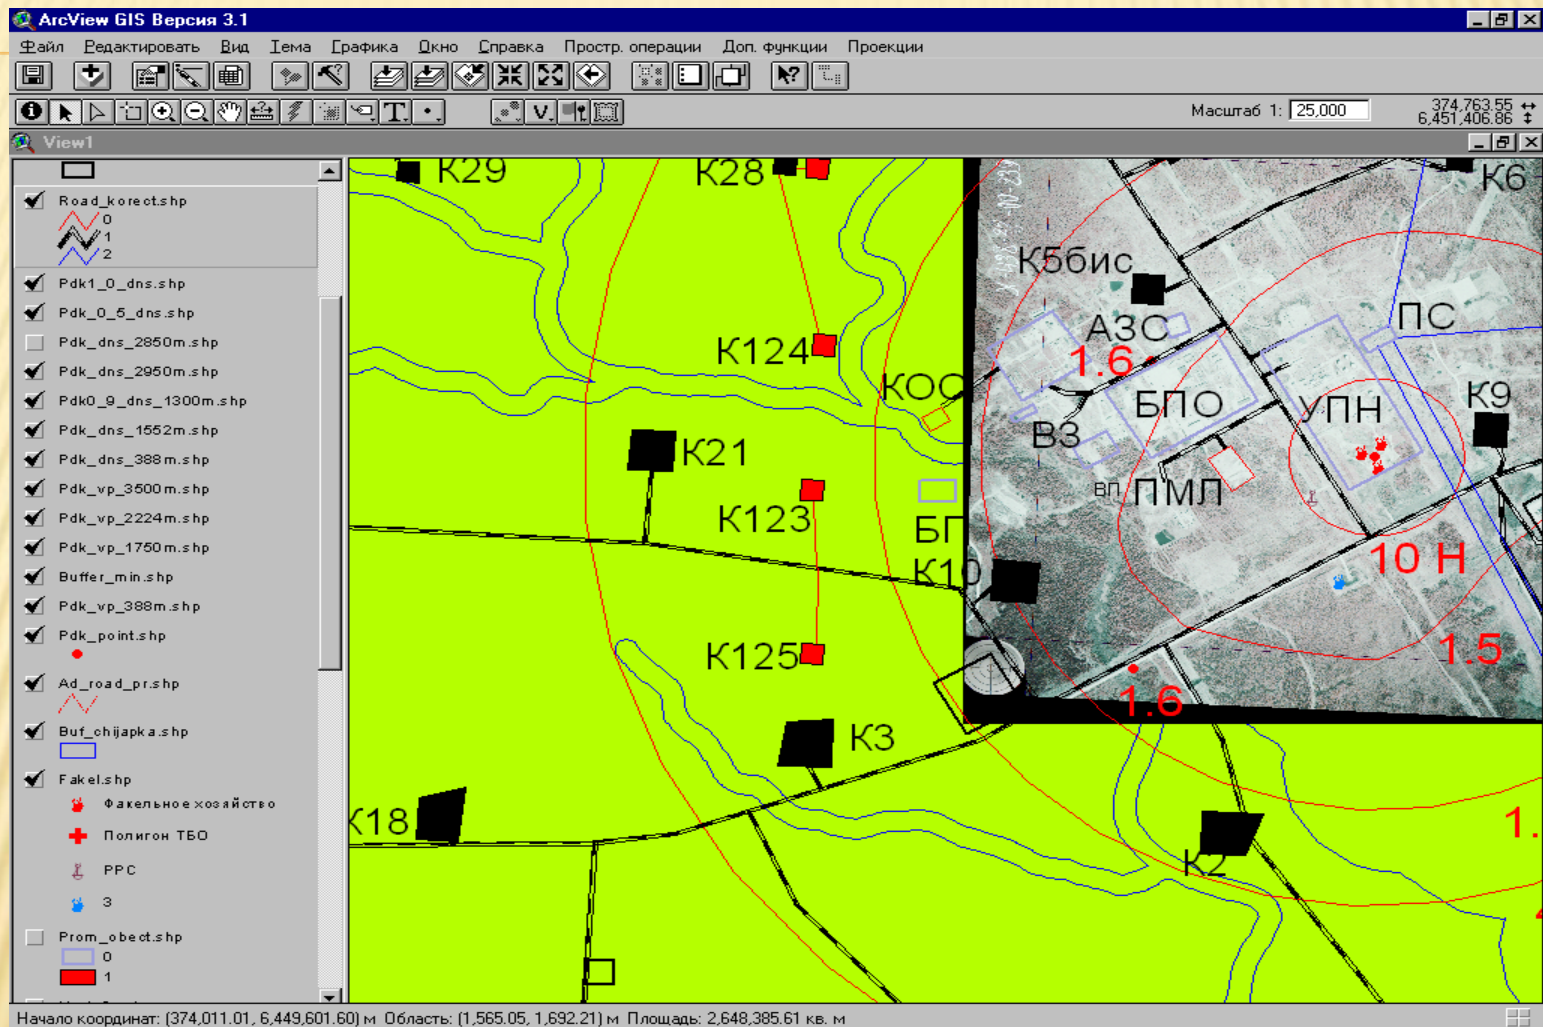 ArcView GIS Версия 3.1
Файл Редактировать Вид Тема Графика Окно Справка Простр. операции Доп. функции Проекции
Масштаб 1: 25,000
374,763.55
6,451,406.86
View1
Road_korect.shp
0
1
2
Pdk1_0_dns.shp
Pdk_0_5_dns.shp
Pdk_dns_2850m.shp
Pdk_dns_2950m.shp
Pdk0_9_dns_1300m.shp
Pdk_dns_1552m.shp
Pdk_dns_388m.shp
Pdk_vp_3500m.shp
Pdk_vp_2224m.shp
Pdk_vp_1750m.shp
Buffer_min.shp
Pdk_vp_388m.shp
Pdk_point.shp
Ad_road_pr.shp
Buf_chijapka.shp
Fakel.shp
Факельное хозяйство
Полигон ТБО
РРС
3
Prom_obect.shp
0
1
К29
К28
К6
К5бис
АЗС
ПС
К124
1.6
КОС
БПО
УПН
К9
К21
ВЗ
ВП
ПМЛ
К123
БП
К10
10 Н
К125
1.5
1.6
К3
К18
1.
К2
Начало координат: (374,011.01, 6,449,601.60) м Область: (1,565.05, 1,692.21) м Площадь: 2,648,385.61 кв. м